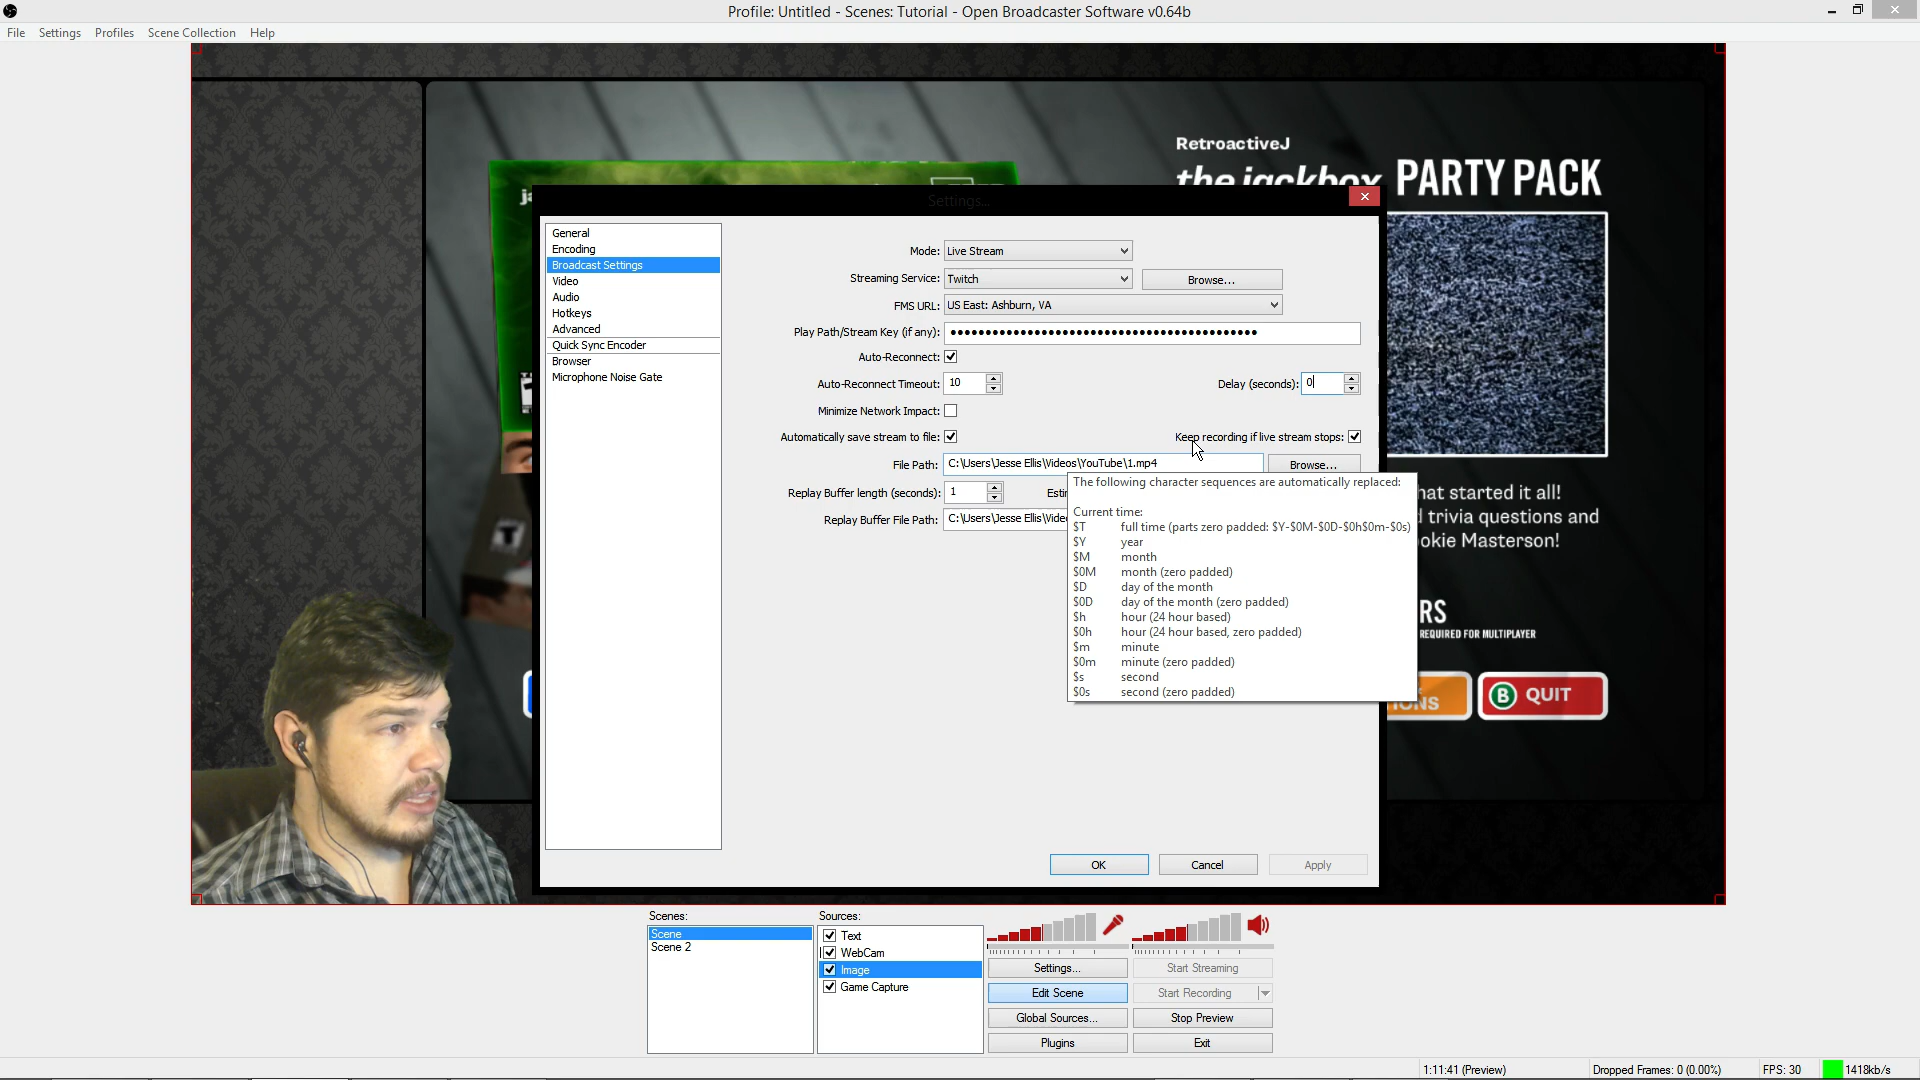 Profile: Untitled - Scenes: Tutorial - Open Broadcaster Software v0.64b
File Settings Profiles Scene Collection Help
RetroactiveJ
the jackbox PARTY PACK
Settings...
General
Encoding
Broadcast Settings
Video
Audio
Hotkeys
Advanced
Quick Sync Encoder
Browser
Microphone Noise Gate
Mode: Live Stream
Streaming Service: Twitch Browse...
FMS URL: US East: Ashburn, VA
Play Path/Stream Key (if any): ●●●●●●●●●●●●●●●●●●●●●●●●●●●●●●●●●●●●●●●●●●●●
Auto-Reconnect:
Auto-Reconnect Timeout: 10 Delay (seconds): 0
Minimize Network Impact:
Automatically save stream to file: Keep recording if live stream stops:
File Path: C:\Users\Jesse Ellis\Videos\YouTube\1.mp4 Browse...
Replay Buffer length (seconds): 1 Esti
Replay Buffer File Path: C:\Users\Jesse Ellis\Vide
The following character sequences are automatically replaced:
Current time:
$T full time (parts zero padded: $Y-$0M-$0D-$0h$0m-$0s)
$Y year
$M month
$0M month (zero padded)
$D day of the month
$0D day of the month (zero padded)
$h hour (24 hour based)
$0h hour (24 hour based, zero padded)
$m minute
$0m minute (zero padded)
$s second
$0s second (zero padded)
hat started it all!
trivia questions and
okie Masterson!
RS
REQUIRED FOR MULTIPLAYER
IONS
B QUIT
OK Cancel Apply
Scenes:
Scene
Scene 2
Sources:
Text
WebCam
Image
Game Capture
Settings... Start Streaming
Edit Scene Start Recording
Global Sources... Stop Preview
Plugins Exit
1:11:41 (Preview) Dropped Frames: 0 (0.00%) FPS: 30 1418kb/s